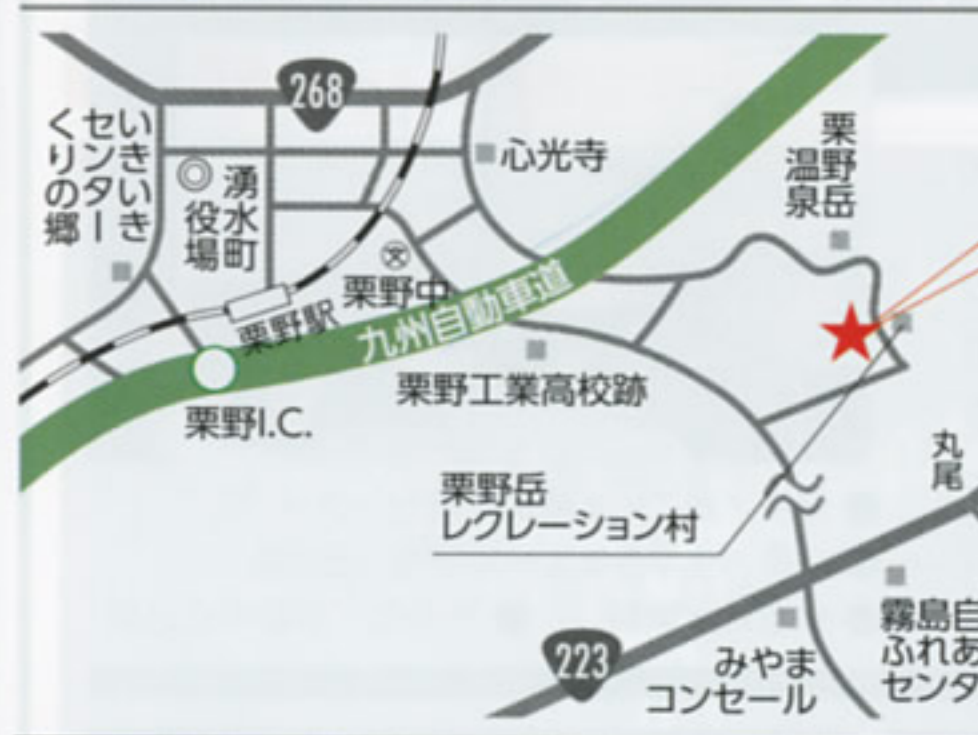 268
いきいき
センター
くりの郷
湧水町
役場
心光寺
栗野岳
温泉
文
栗野中
栗野駅
九州自動車道
栗野I.C.
栗野工業高校跡
栗野岳
レクレーション村
丸尾
223
みやま
コンセール
霧島自
ふれあ
センタ